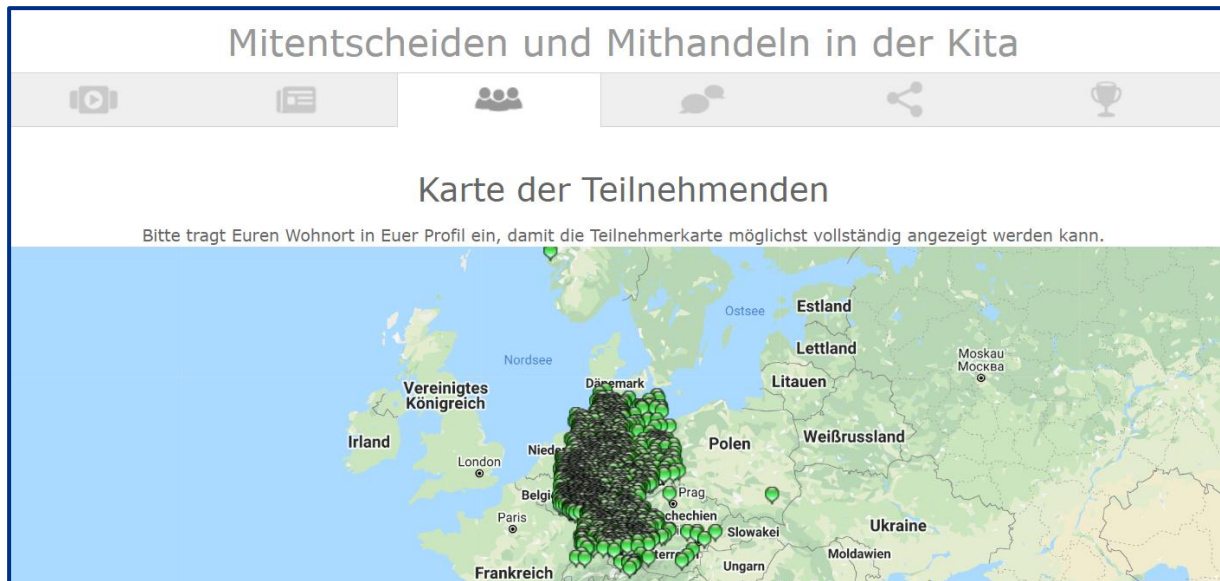 Mitentscheiden und Mithandeln in der Kita
Karte der Teilnehmenden
Bitte tragt Euren Wohnort in Euer Profil ein, damit die Teilnehmerkarte möglichst vollständig angezeigt werden kann.
Ostsee
Estland
Nordsee
Lettland
Moskau
Москва
Dänemark
Litauen
Vereinigtes
Königreich
Irland
Polen
Weißrussland
London
Prag
Paris
Slowakei
Ukraine
Moldawien
Ungarn
Frankreich